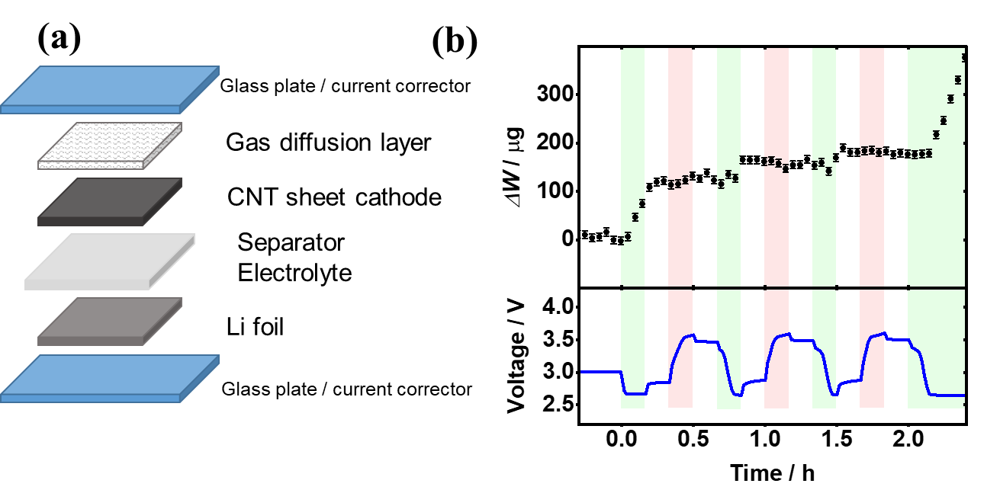 (a)
Glass plate / current corrector
Gas diffusion layer
CNT sheet cathode
Separator
Electrolyte
Li foil
Glass plate / current corrector
(b)
ΔW / μg
300
200
100
0
Voltage / V
4.0
3.5
3.0
2.5
0.0 0.5 1.0 1.5 2.0
Time / h